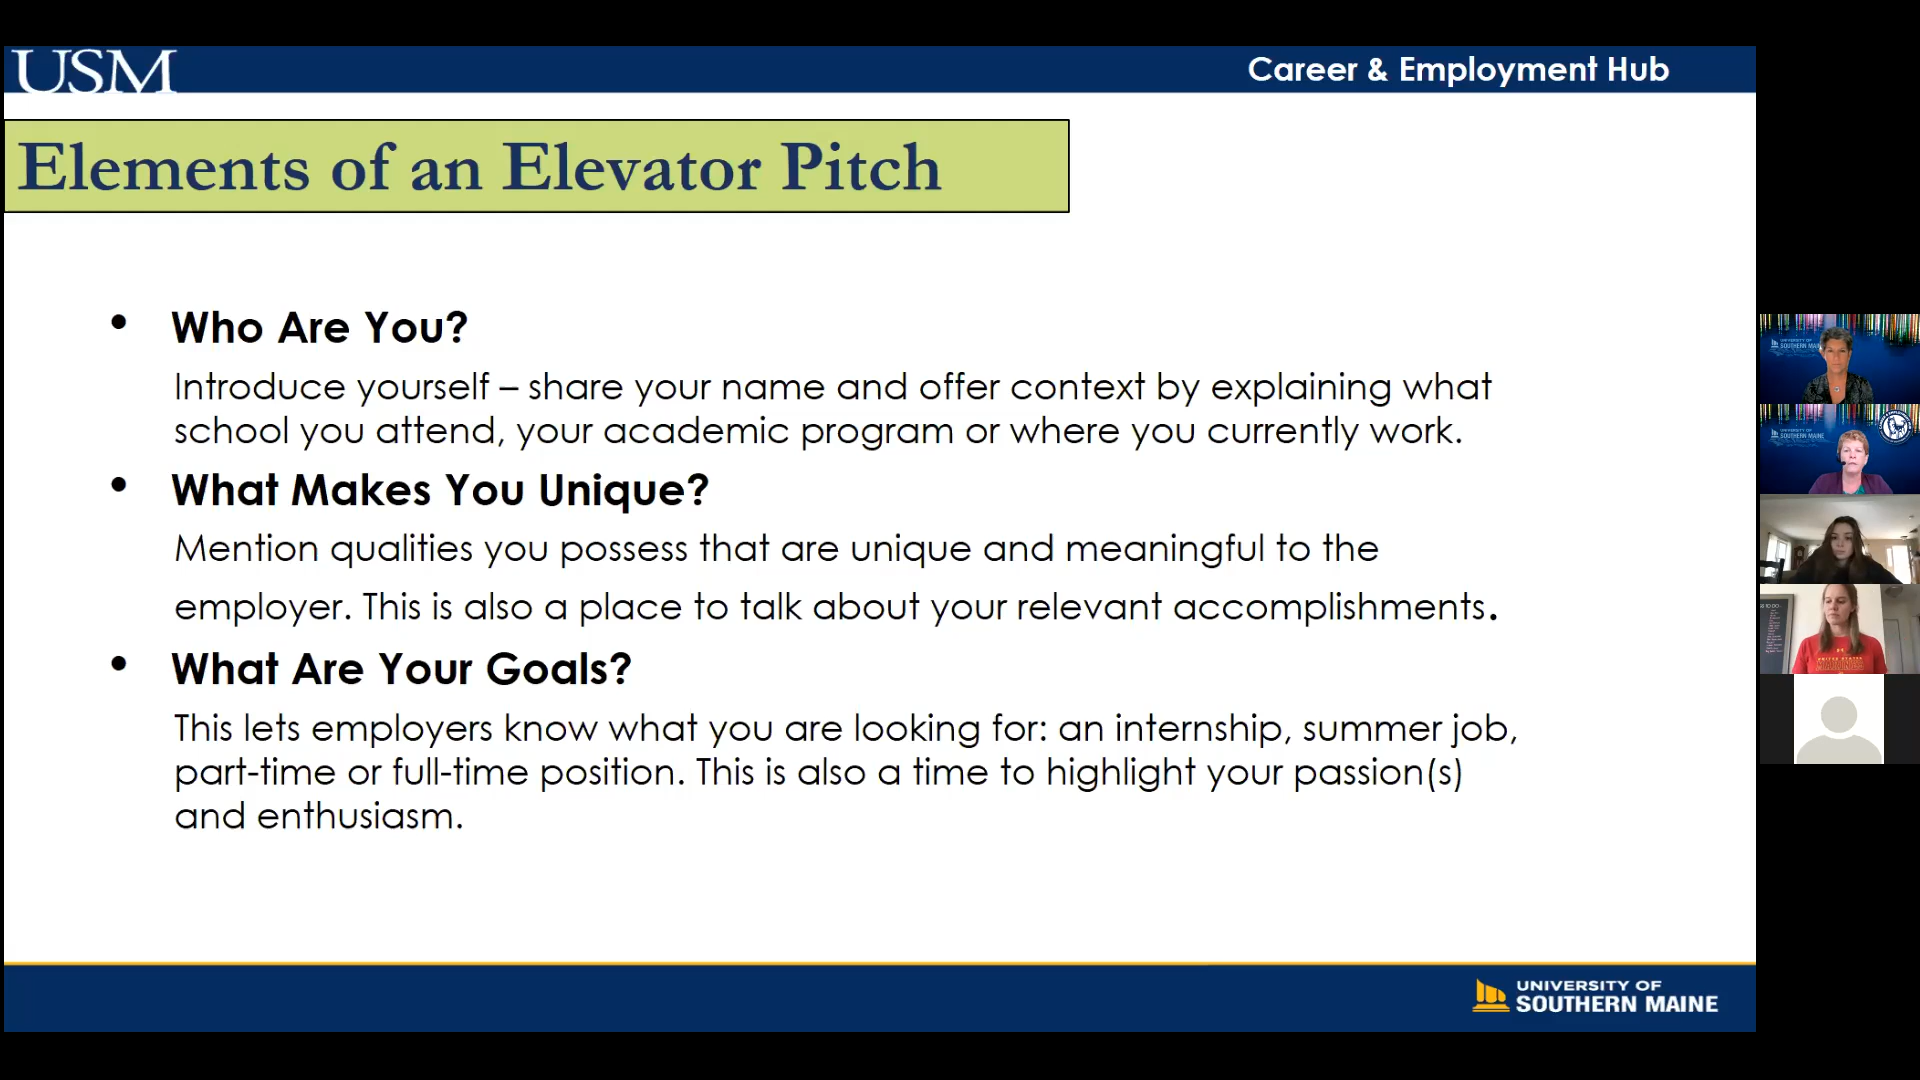 USM
Career & Employment Hub
Elements of an Elevator Pitch
• Who Are You?
Introduce yourself – share your name and offer context by explaining what
school you attend, your academic program or where you currently work.
• What Makes You Unique?
Mention qualities you possess that are unique and meaningful to the
employer. This is also a place to talk about your relevant accomplishments.
• What Are Your Goals?
This lets employers know what you are looking for: an internship, summer job,
part-time or full-time position. This is also a time to highlight your passion(s)
and enthusiasm.
UNIVERSITY OF
SOUTHERN MAINE
UNIVERSITY OF
SOUTHERN MAINE